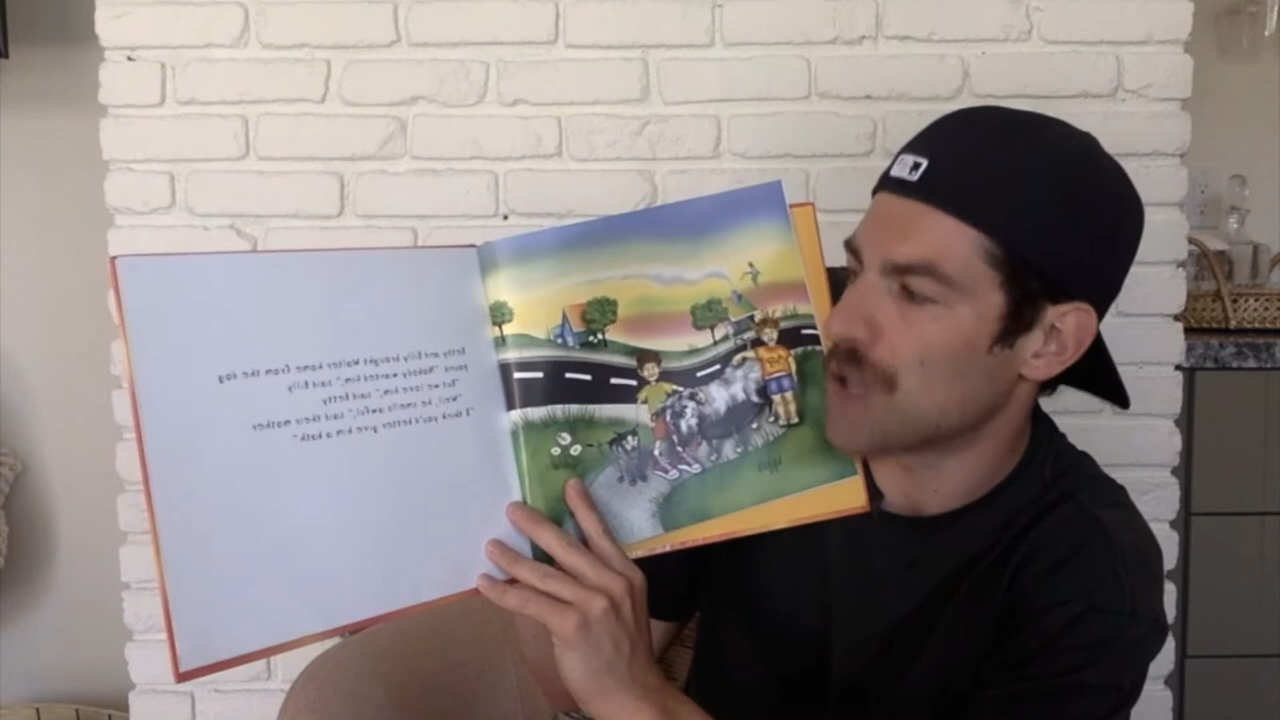 Betty and Billy brought Walter home from the dog
pound. "Nobody wanted him," said Billy.
"But we love him," said Betty.
"Well, he smells awful," said their mother.
"I think you'd better give him a bath."